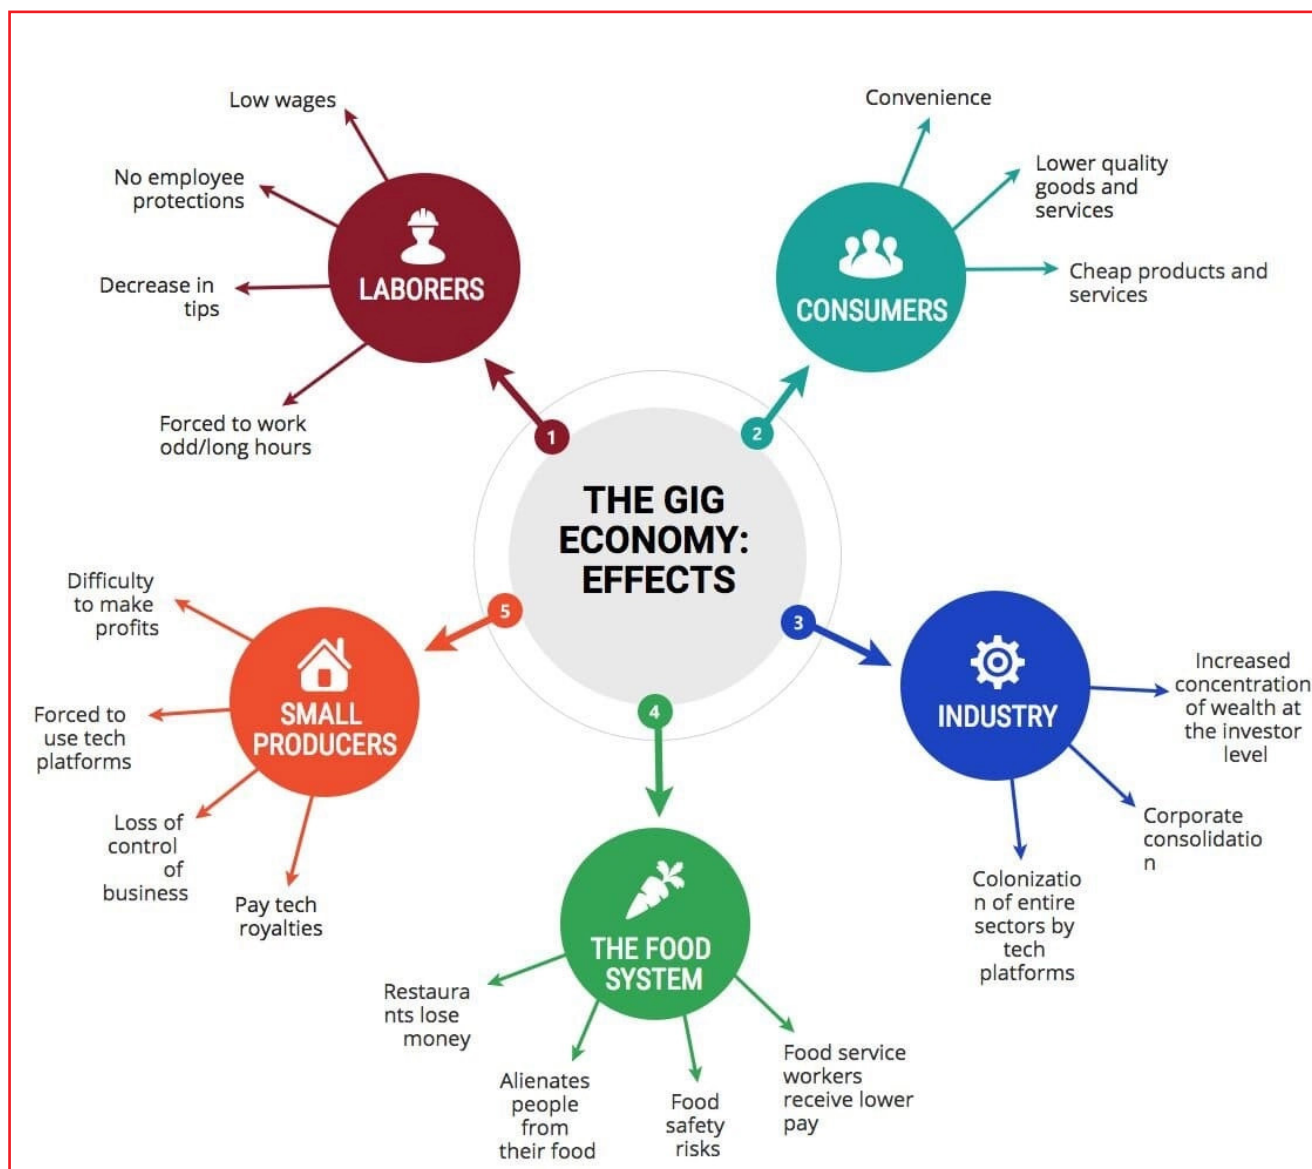 THE GIG
ECONOMY:
EFFECTS
1
LABORERS
Low wages
No employee
protections
Decrease in
tips
Forced to work
odd/long hours
2
CONSUMERS
Convenience
Lower quality
goods and
services
Cheap products and
services
3
INDUSTRY
Increased
concentration
of wealth at
the investor
level
Corporate
consolidatio
n
Colonizatio
n of entire
sectors by
tech
platforms
4
THE FOOD
SYSTEM
Food service
workers
receive lower
pay
Food
safety
risks
Alienates
people
from
their food
Restaura
nts lose
money
5
SMALL
PRODUCERS
Difficulty
to make
profits
Forced to
use tech
platforms
Loss of
control
of
business
Pay tech
royalties